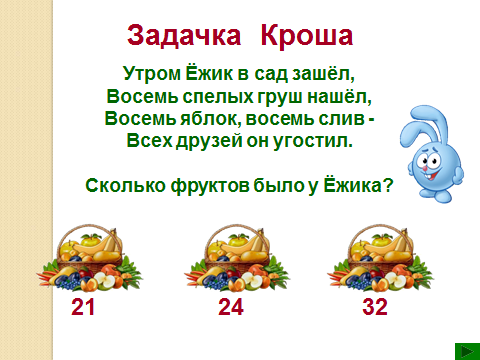 Задачка Кроша
Утром Ёжик в сад зашёл,
Восемь спелых груш нашёл,
Восемь яблок, восемь слив -
Всех друзей он угостил.
Сколько фруктов было у Ёжика?
21 24 32